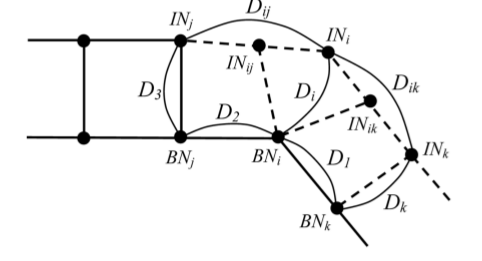 D_ij
IN_j
IN_i
IN_ij
D_ik
D_3
D_i
D_2
IN_ik
BN_j
BN_i
D_1
IN_k
D_k
BN_k